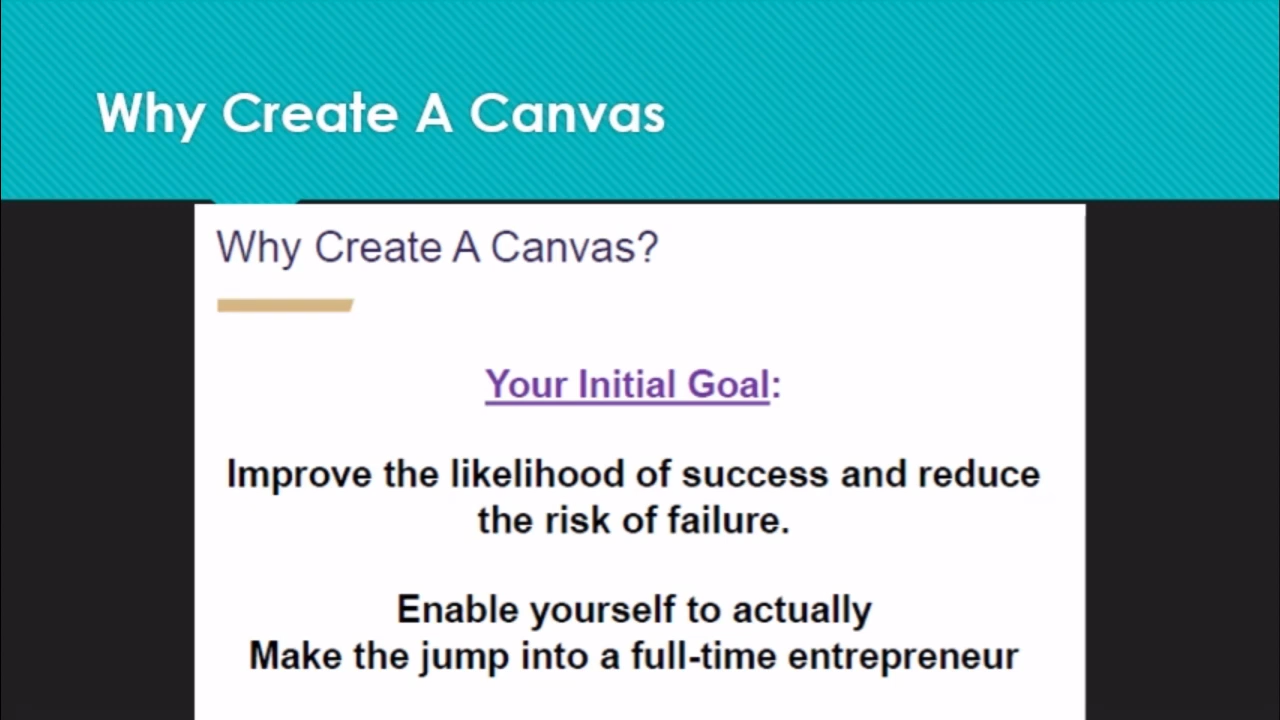 Why Create A Canvas
Why Create A Canvas?
Your Initial Goal:
Improve the likelihood of success and reduce
the risk of failure.
Enable yourself to actually
Make the jump into a full-time entrepreneur